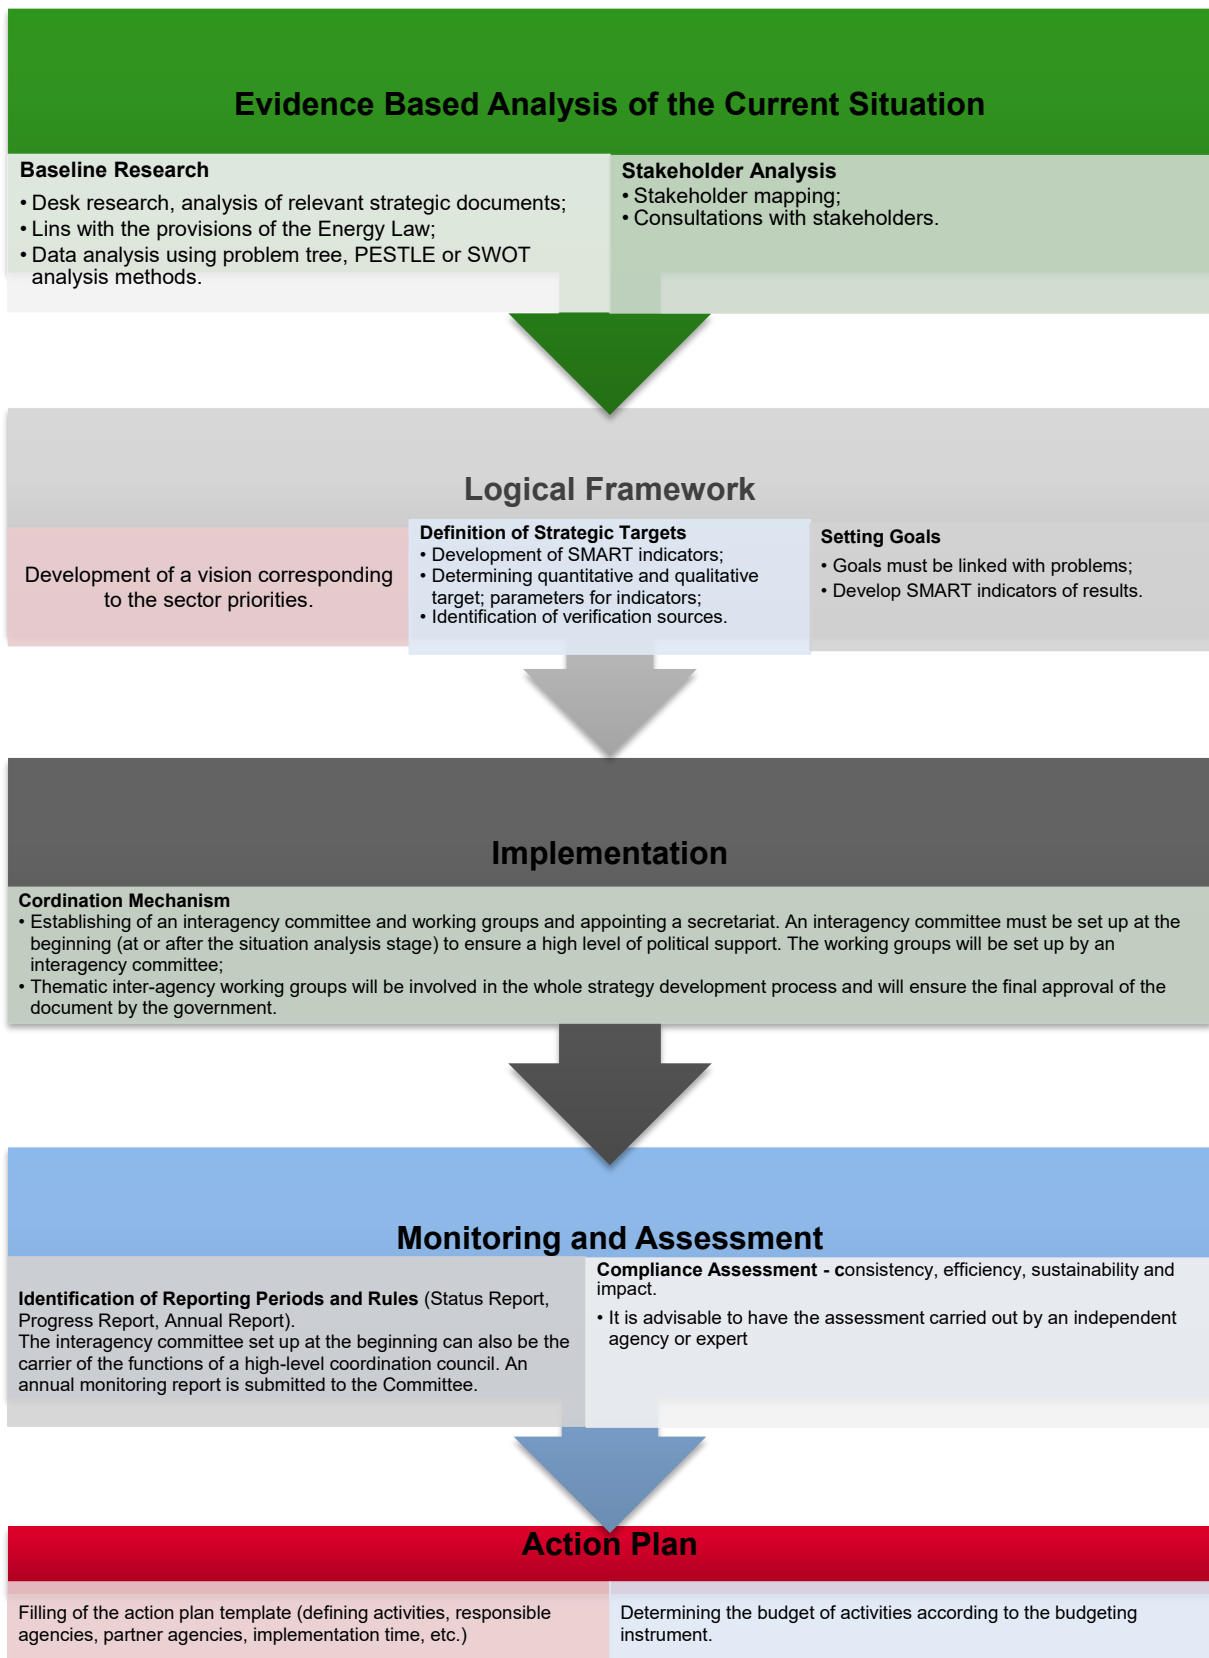 Evidence Based Analysis of the Current Situation
Baseline Research
• Desk research, analysis of relevant strategic documents;
• Lins with the provisions of the Energy Law;
• Data analysis using problem tree, PESTLE or SWOT
analysis methods.
Stakeholder Analysis
• Stakeholder mapping;
• Consultations with stakeholders.
Logical Framework
Development of a vision corresponding
to the sector priorities.
Definition of Strategic Targets
• Development of SMART indicators;
• Determining quantitative and qualitative
target; parameters for indicators;
• Identification of verification sources.
Setting Goals
• Goals must be linked with problems;
• Develop SMART indicators of results.
Implementation
Cordination Mechanism
• Establishing of an interagency committee and working groups and appointing a secretariat. An interagency committee must be set up at the
beginning (at or after the situation analysis stage) to ensure a high level of political support. The working groups will be set up by an
interagency committee;
• Thematic inter-agency working groups will be involved in the whole strategy development process and will ensure the final approval of the
document by the government.
Monitoring and Assessment
Identification of Reporting Periods and Rules (Status Report,
Progress Report, Annual Report).
The interagency committee set up at the beginning can also be the
carrier of the functions of a high-level coordination council. An
annual monitoring report is submitted to the Committee.
Compliance Assessment - consistency, efficiency, sustainability and
impact.
• It is advisable to have the assessment carried out by an independent
agency or expert
Action Plan
Filling of the action plan template (defining activities, responsible
agencies, partner agencies, implementation time, etc.)
Determining the budget of activities according to the budgeting
instrument.